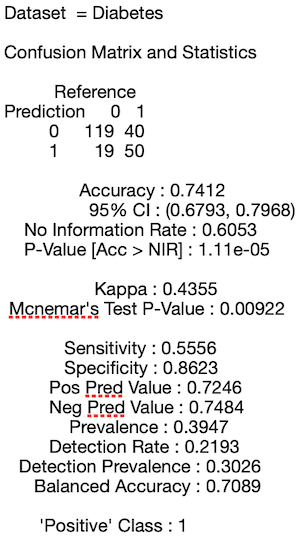 Dataset  = Diabetes
Confusion Matrix and Statistics
Reference
Prediction 0 1
0 119 40
1 19 50
Accuracy : 0.7412
95% CI : (0.6793, 0.7968)
No Information Rate : 0.6053
P-Value [Acc > NIR] : 1.11e-05
Kappa : 0.4355
Mcnemar's Test P-Value : 0.00922
Sensitivity : 0.5556
Specificity : 0.8623
Pos Pred Value : 0.7246
Neg Pred Value : 0.7484
Prevalence : 0.3947
Detection Rate : 0.2193
Detection Prevalence : 0.3026
Balanced Accuracy : 0.7089
'Positive' Class : 1